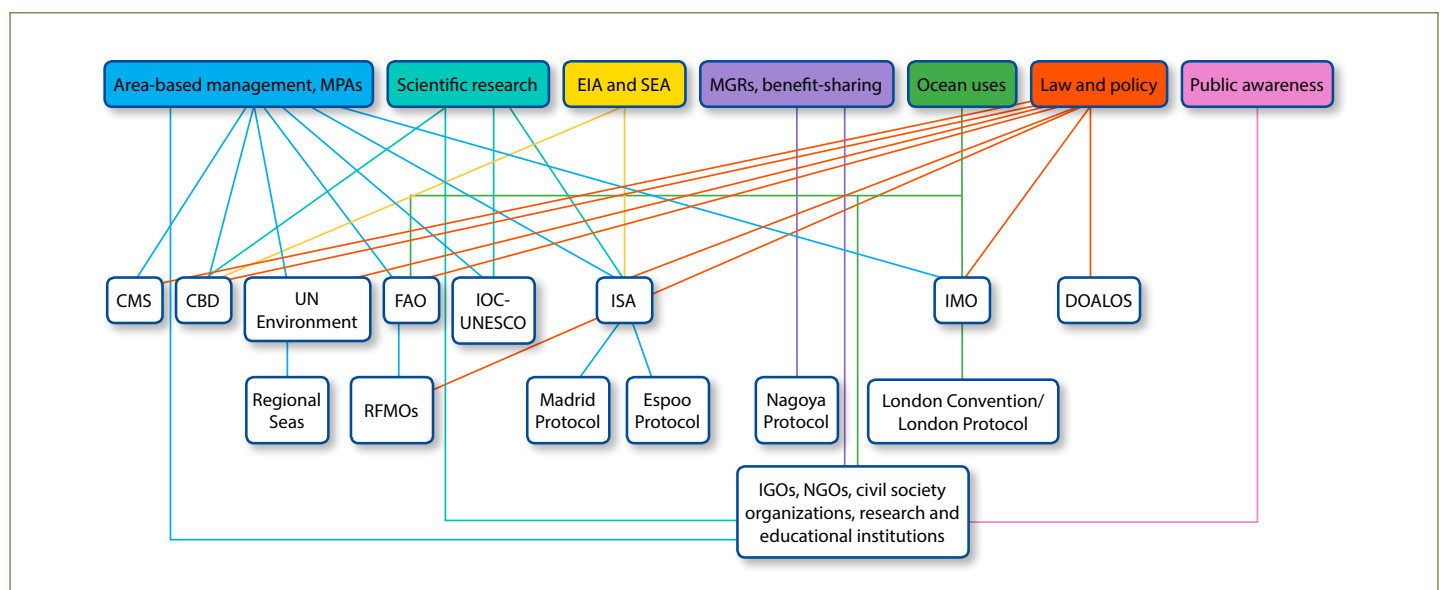 Area-based management, MPAs
Scientific research
EIA and SEA
MGRs, benefit-sharing
Ocean uses
Law and policy
Public awareness
CMS
CBD
UN
Environment
FAO
IOC-
UNESCO
ISA
IMO
DOALOS
Regional
Seas
RFMOs
Madrid
Protocol
Espoo
Protocol
Nagoya
Protocol
London Convention/
London Protocol
IGOs, NGOs, civil society
organizations, research and
educational institutions